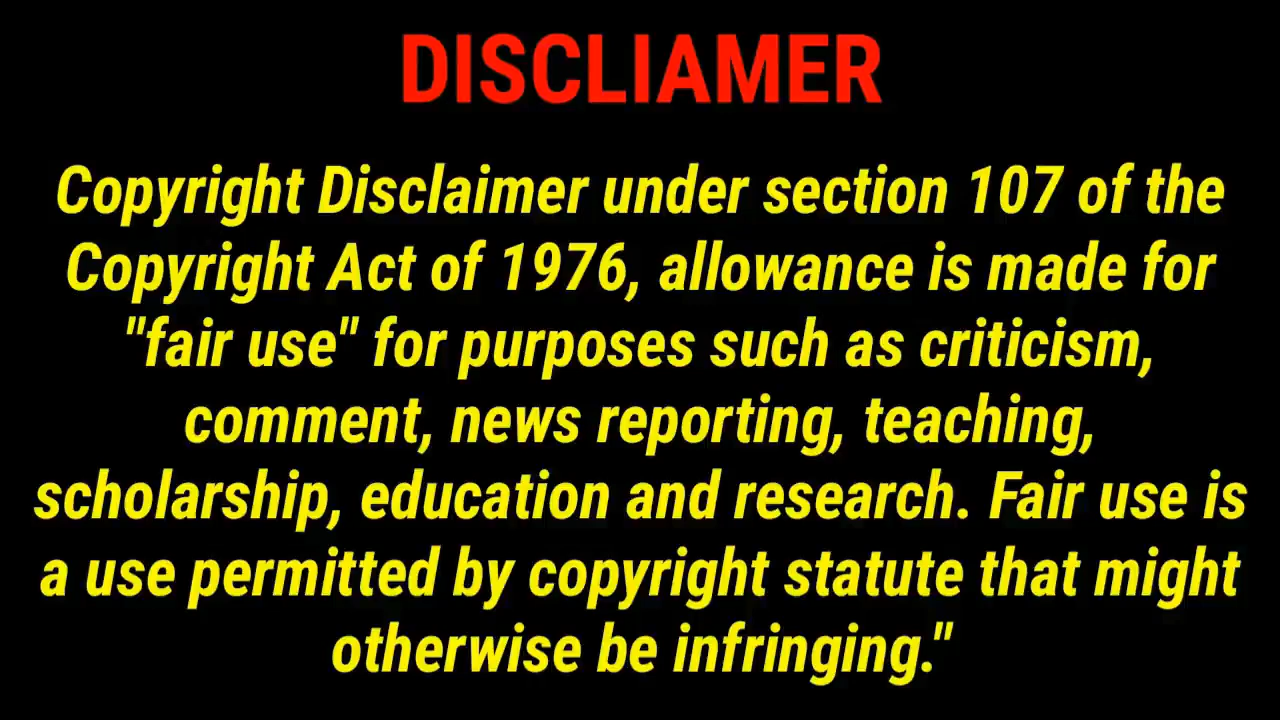 DISCLIAMER
Copyright Disclaimer under section 107 of the
Copyright Act of 1976, allowance is made for
"fair use" for purposes such as criticism,
comment, news reporting, teaching,
scholarship, education and research. Fair use is
a use permitted by copyright statute that might
otherwise be infringing."